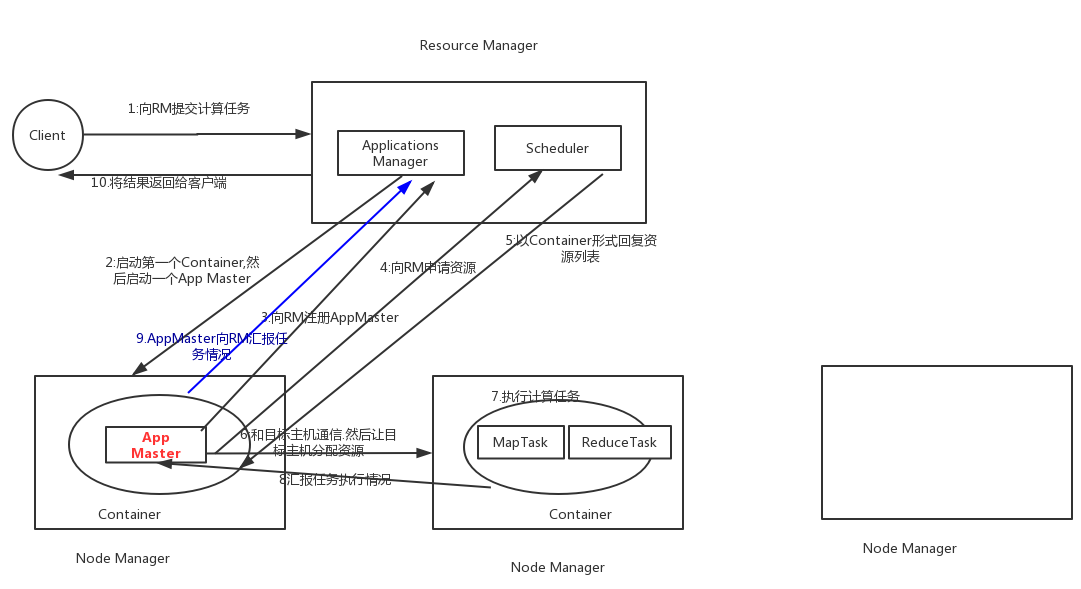 Resource Manager
1:向RM提交计算任务
Client
Applications
Manager
Scheduler
10.将结果返回给客户端
5:以Container形式回复资
源列表
2:启动第一个Container,然
后启动一个App Master
4:向RM申请资源
3.向RM注册AppMaster
9.AppMaster向RM汇报任
务情况
7.执行计算任务
App
Master
6:和目标主机通信.然后让目
标主机分配资源
MapTask
ReduceTask
8汇报任务执行情况
Container
Container
Node Manager
Node Manager
Node Manager